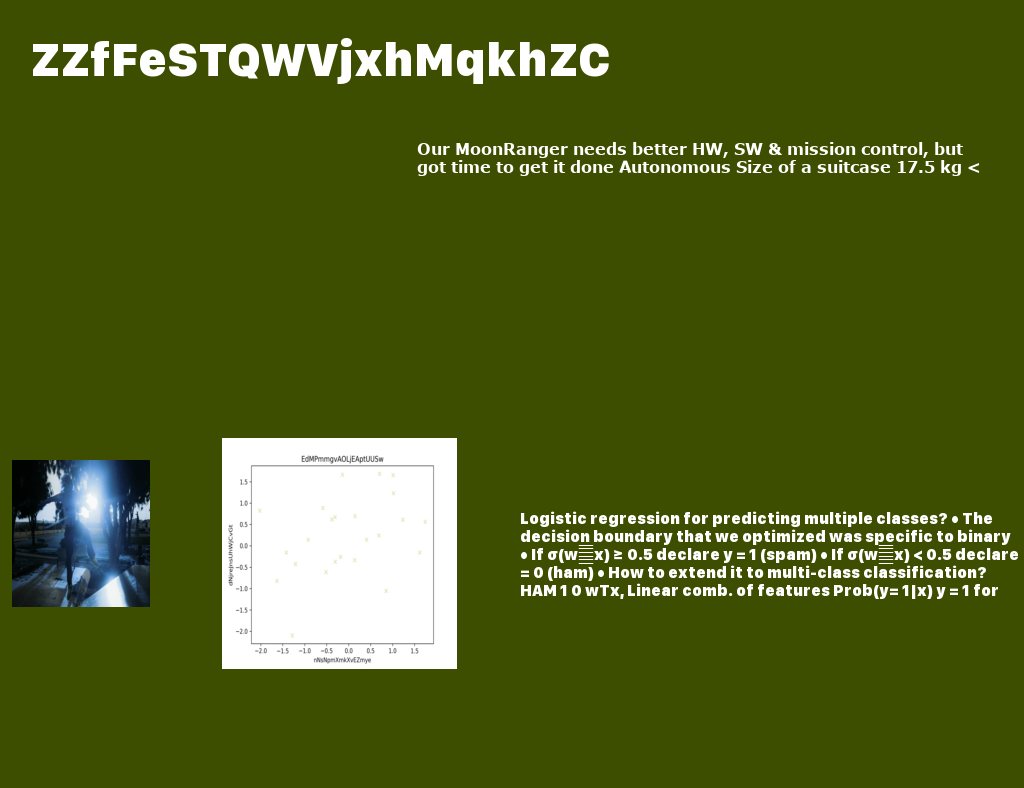 ZZfFeSTQWVjxhMqkhZC
Our MoonRanger needs better HW, SW & mission control, but
got time to get it done Autonomous Size of a suitcase 17.5 kg <
EdMPmmgvAOLjEAptUUSw
1.5
1.0
0.5
0.0
−0.5
−1.0
−1.5
−2.0
−2.0 −1.5 −1.0 −0.5 0.0 0.5 1.0 1.5
nNsNpmXmkXvEZmye
Logistic regression for predicting multiple classes? • The
decision boundary that we optimized was specific to binary
• If σ(w x) ≥ 0.5 declare y = 1 (spam) • If σ(w x) < 0.5 declare
= 0 (ham) • How to extend it to multi-class classification?
HAM 1 0 wTx, Linear comb. of features Prob(y= 1|x) y = 1 for